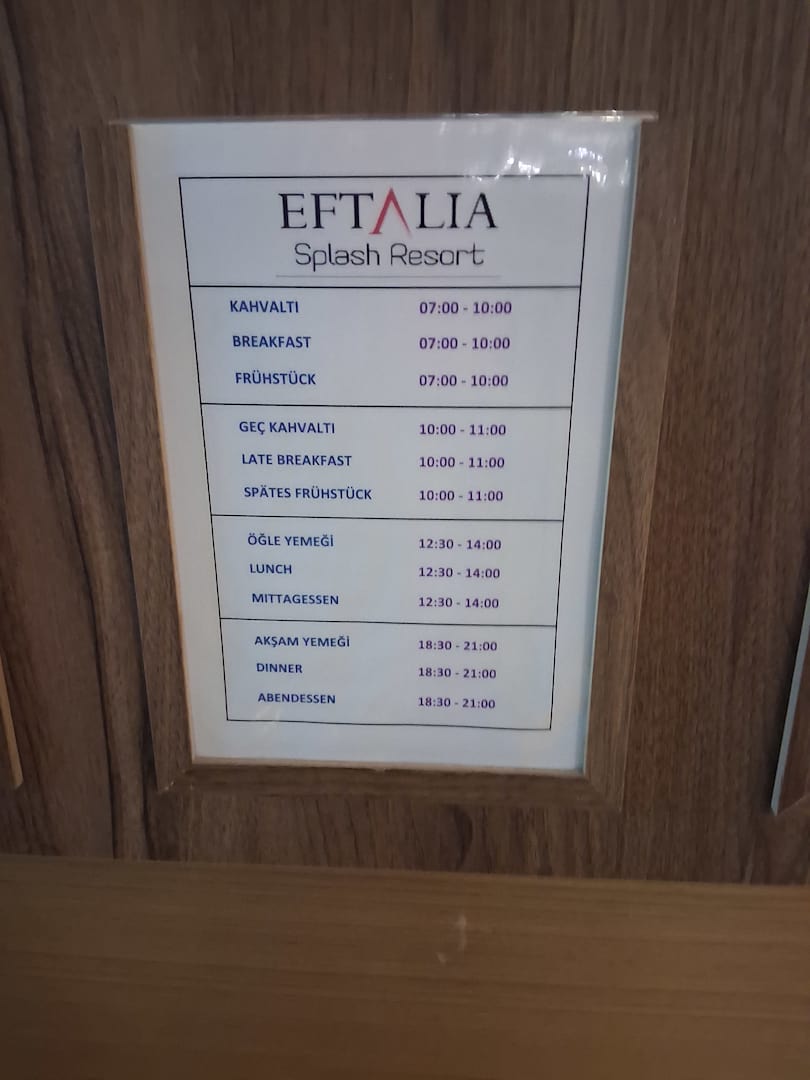 EFTALIA
Splash Resort
KAHVALTI 07:00 - 10:00
BREAKFAST 07:00 - 10:00
FRÜHSTÜCK 07:00 - 10:00
GEÇ KAHVALTI 10:00 - 11:00
LATE BREAKFAST 10:00 - 11:00
SPÄTES FRÜHSTÜCK 10:00 - 11:00
ÖĞLE YEMEĞİ 12:30 - 14:00
LUNCH 12:30 - 14:00
MITTAGESSEN 12:30 - 14:00
AKŞAM YEMEĞİ 18:30 - 21:00
DINNER 18:30 - 21:00
ABENDESSEN 18:30 - 21:00